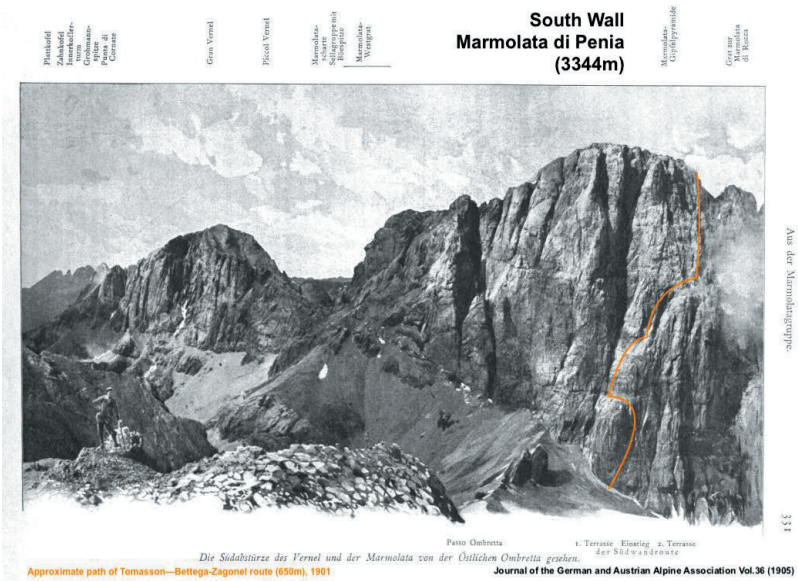 South Wall
Marmolata di Penia
(3344m)
Plattkofel
Zahnkofel
Innerkofler-
turm
Grohmann-
spitze
Punta di
Cornate
Gran Vernel
Piccol Vernel
Marmolata-
scharte
Sellagruppe mit
Boèspitze
Marmolata-
Westgrat
Marmolata-
Gipfelpyramide
Grat zur
Marmolata
di Rocca
Aus der Marmolatagruppe.
331
Passo Ombretta
1. Terrasse Einstieg 2. Terrasse
der Südwandroute
Die Südabstürze des Vernel und der Marmolata von der Östlichen Ombretta gesehen.
Approximate path of Tomasson—Bettega-Zagonel route (650m), 1901
Journal of the German and Austrian Alpine Association Vol.36 (1905)